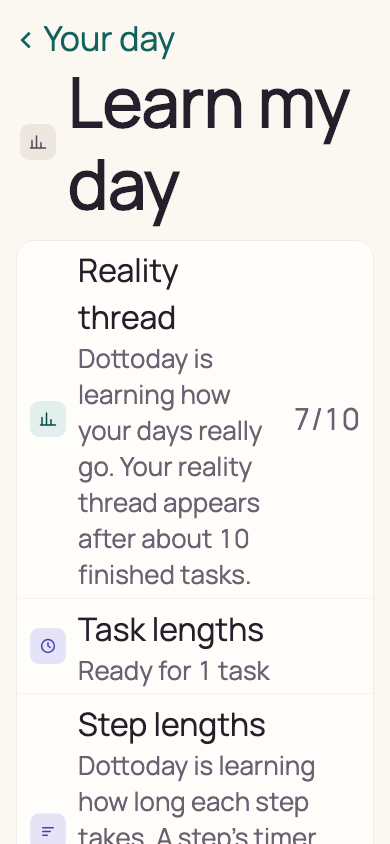 Your day
Learn my
day
Reality
thread
Dottoday is
learning how
your days really
go. Your reality
thread appears
after about 10
finished tasks.
7/10
Task lengths
Ready for 1 task
Step lengths
Dottoday is learning
how long each step
takes. A step's timer